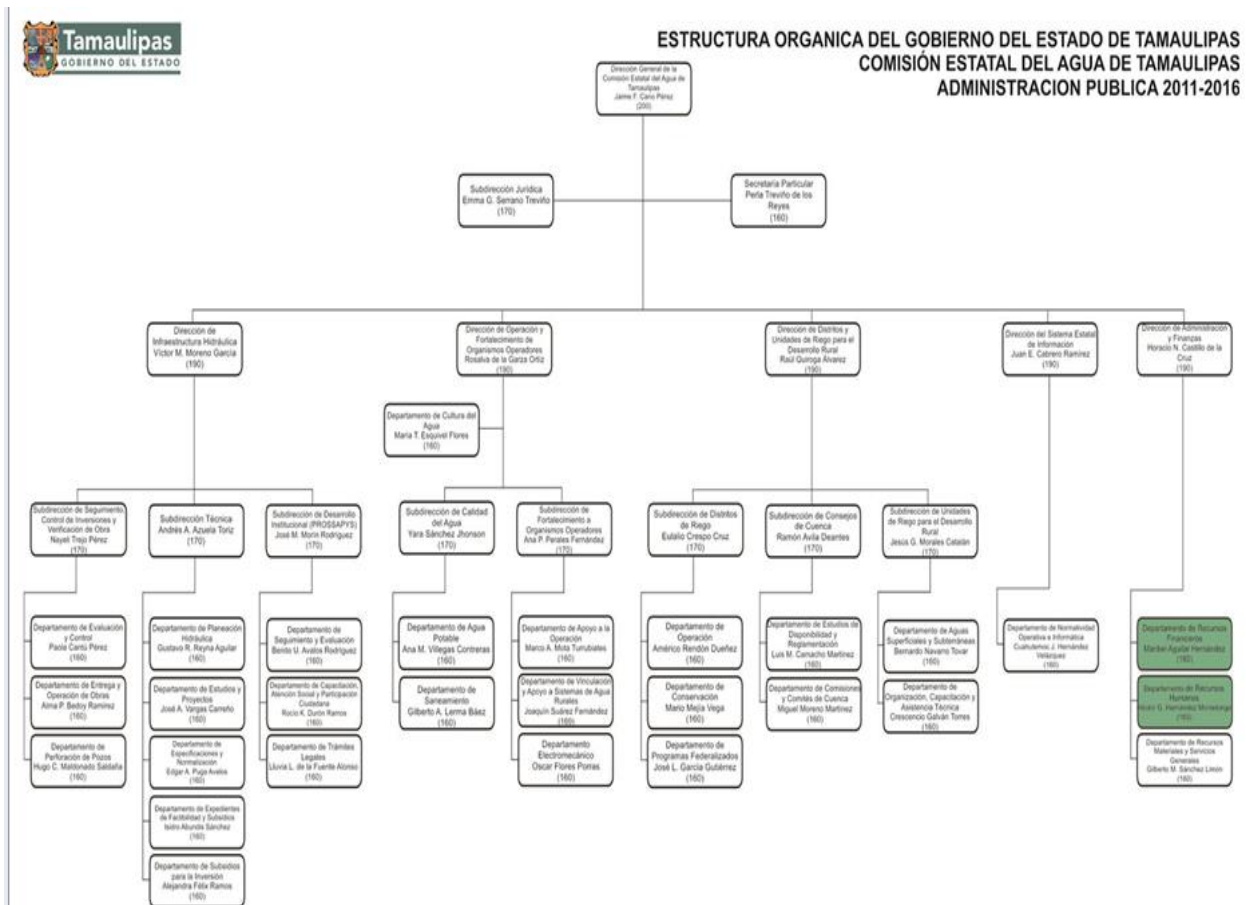 Tamaulipas
GOBIERNO DEL ESTADO
ESTRUCTURA ORGANICA DEL GOBIERNO DEL ESTADO DE TAMAULIPAS
COMISIÓN ESTATAL DEL AGUA DE TAMAULIPAS
ADMINISTRACION PUBLICA 2011-2016
Dirección General de la
Comisión Estatal del Agua de
Tamaulipas
Jaime F. Cano Pérez
(200)
Subdirección Jurídica
Emma G. Serrano Treviño
(170)
Secretaria Particular
Perla Treviño de los
Reyes
(160)
Dirección de
Infraestructura Hidráulica
Víctor M. Moreno García
(190)
Dirección de Operación y
Fortalecimiento de
Organismos Operadores
Rosalva de la Garza Ortiz
(190)
Dirección de Distritos y
Unidades de Riego para el
Desarrollo Rural
Raúl Quiroga Álvarez
(190)
Dirección del Sistema Estatal
de Información
Juan E. Cabrero Ramírez
(190)
Dirección de Administración
y Finanzas
Horacio N. Castillo de la
Cruz
(190)
Departamento de Cultura del
Agua
María T. Esquivel Flores
(160)
Subdirección de Seguimiento,
Control de Inversiones y
Verificación de Obra
Nayeli Trejo Pérez
(170)
Subdirección Técnica
Andrés A. Azuela Toriz
(170)
Subdirección de Desarrollo
Institucional (PROSSAPYS)
José M. Morín Rodríguez
(170)
Subdirección de Calidad
del Agua
Yara Sánchez Jhonson
(170)
Subdirección de
Fortalecimiento a
Organismos Operadores
Ana P. Perales Fernández
(170)
Subdirección de Distritos
de Riego
Eulalio Crespo Cruz
(170)
Subdirección de Consejos
de Cuenca
Ramón Avila Deantes
(170)
Subdirección de Unidades
de Riego para el Desarrollo
Rural
Jesús G. Morales Catalán
(170)
Departamento de Evaluación
y Control
Paola Cantú Pérez
(160)
Departamento de Entrega y
Operación de Obras
Alma P. Bedoy Ramírez
(160)
Departamento de
Perforación de Pozos
Hugo C. Maldonado Saldaña
(160)
Departamento de Planeación
Hidráulica
Gustavo R. Reyna Aguilar
(160)
Departamento de Estudios y
Proyectos
José A. Vargas Carreño
(160)
Departamento de
Especificaciones y
Normalización
Edgar A. Puga Avalos
(160)
Departamento de Expedientes
de Factibilidad y Subsidios
Isidro Abundis Sánchez
(160)
Departamento de Subsidios
para la Inversión
Alejandra Félix Ramos
(160)
Departamento de
Seguimiento y Evaluación
Benito U. Avalos Rodríguez
(160)
Departamento de Capacitación,
Atención Social y Participación
Ciudadana
Rocío K. Durón Ramos
(160)
Departamento de Trámites
Legales
Lluvia L. de la Fuente Alonso
(160)
Departamento de Agua
Potable
Ana M. Villegas Contreras
(160)
Departamento de
Saneamiento
Gilberto A. Lerma Báez
(160)
Departamento de Apoyo a la
Operación
Marco A. Mota Turrubiates
(160)
Departamento de Vinculación
y Apoyo a Sistemas de Agua
Rurales
Joaquín Suárez Fernández
(160)
Departamento
Electromecánico
Oscar Flores Porras
(160)
Departamento de
Operación
Américo Rendón Dueñez
(160)
Departamento de
Conservación
Mario Mejía Vega
(160)
Departamento de
Programas Federalizados
José L. García Gutiérrez
(160)
Departamento de Estudios de
Disponibilidad y
Reglamentación
Luis M. Camacho Martínez
(160)
Departamento de Comisiones
y Comités de Cuenca
Miguel Moreno Martínez
(160)
Departamento de Aguas
Superficiales y Subterráneas
Bernardo Navarro Tovar
(160)
Departamento de
Organización, Capacitación y
Asistencia Técnica
Crescencio Galván Torres
(160)
Departamento de Normatividad
Operativa e Informática
Cuauhtemoc J. Hernández
Velázquez
(160)
Departamento de Recursos
Financieros
Maribel Aguilar Hernández
(160)
Departamento de Recursos
Humanos
G. Hernández
(160)
Departamento de Recursos
Materiales y Servicios
Generales
Gilberto M. Sánchez Limón
(160)